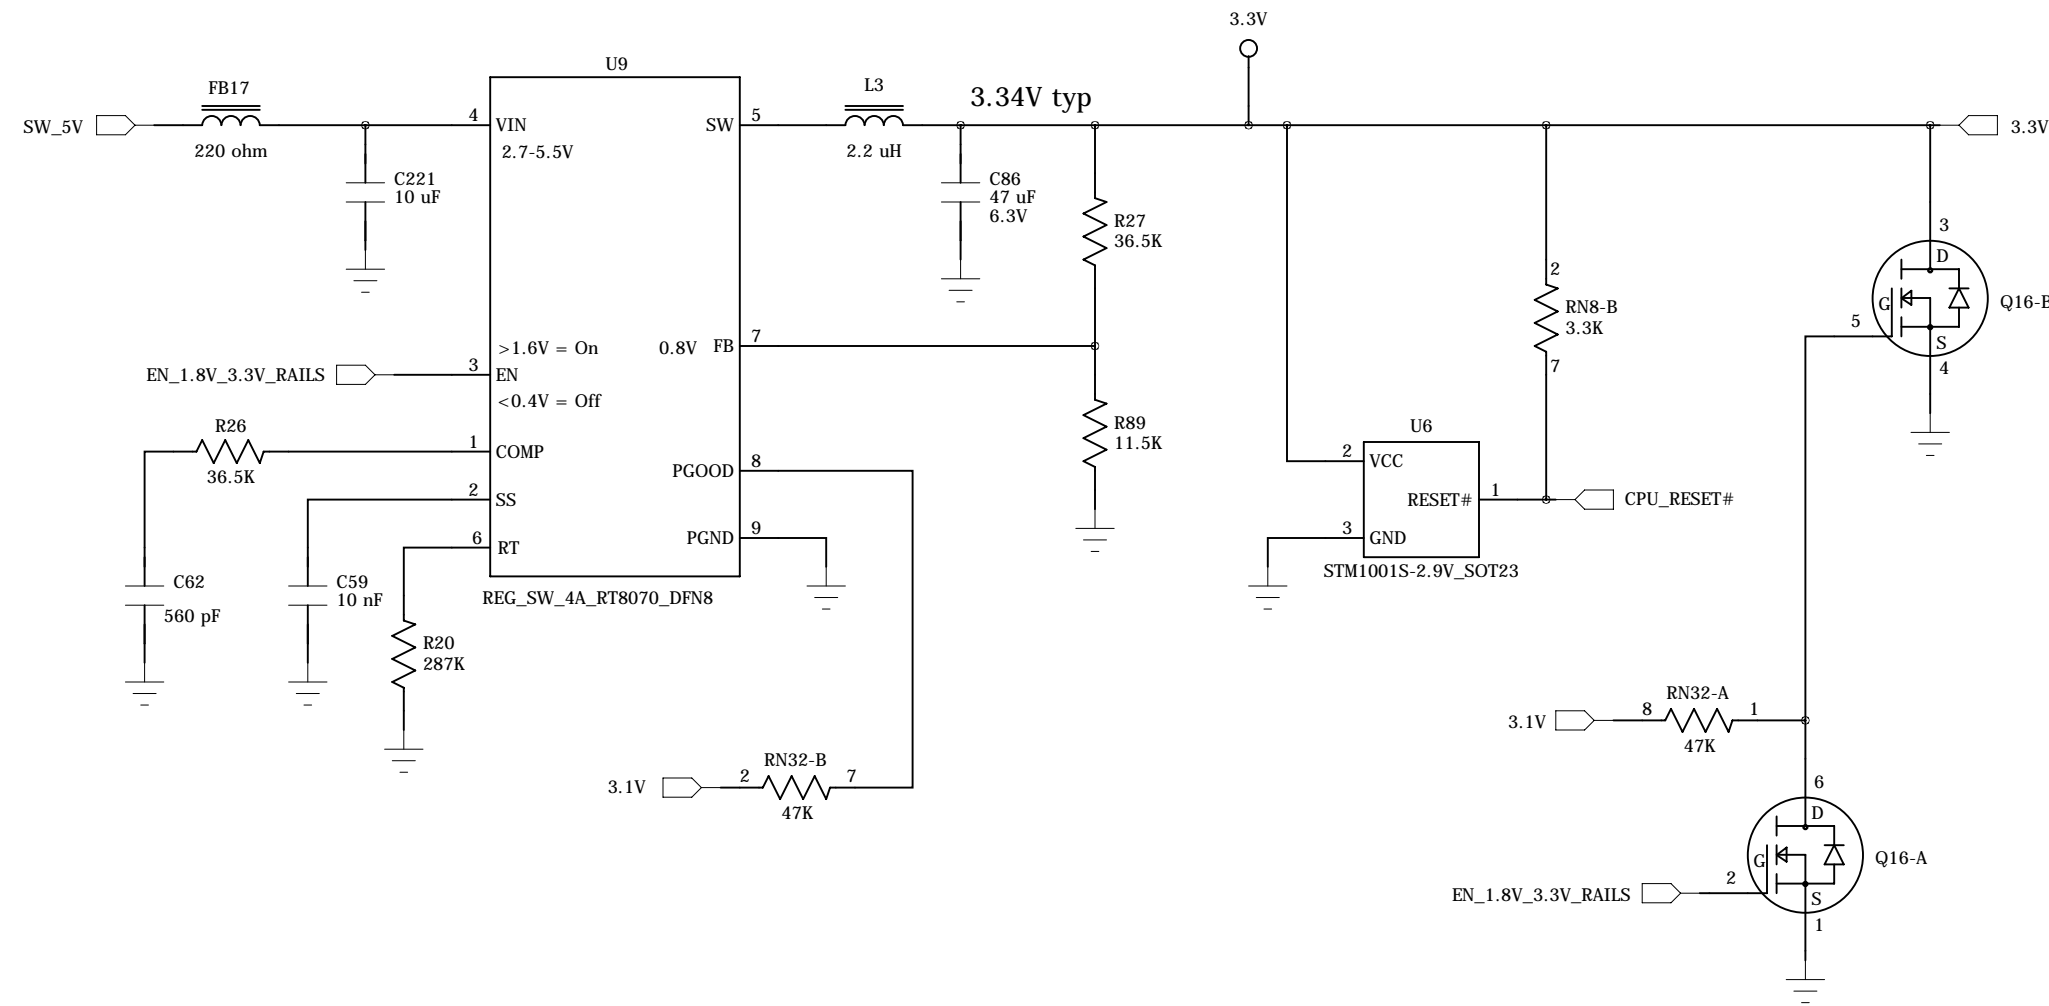 3.3V
U9
FB17
L3
3.34V typ
SW_5V
4
VIN
SW
5
3.3V
220 ohm
2.7-5.5V
2.2 uH
C221
10 uF
C86
47 uF
6.3V
R27
36.5K
3
D
G
Q16-B
S
5
4
2
RN8-B
3.3K
7
>1.6V = On
0.8V
FB
7
EN_1.8V_3.3V_RAILS
3
EN
<0.4V = Off
R26
36.5K
1
COMP
R89
11.5K
U6
2
VCC
PGOOD
8
2
SS
RESET#
1
CPU_RESET#
6
RT
PGND
9
3
GND
STM1001S-2.9V_SOT23
C62
560 pF
C59
10 nF
REG_SW_4A_RT8070_DFN8
R20
287K
RN32-A
3.1V
8
1
47K
RN32-B
3.1V
2
7
47K
6
D
G
Q16-A
S
2
EN_1.8V_3.3V_RAILS
1